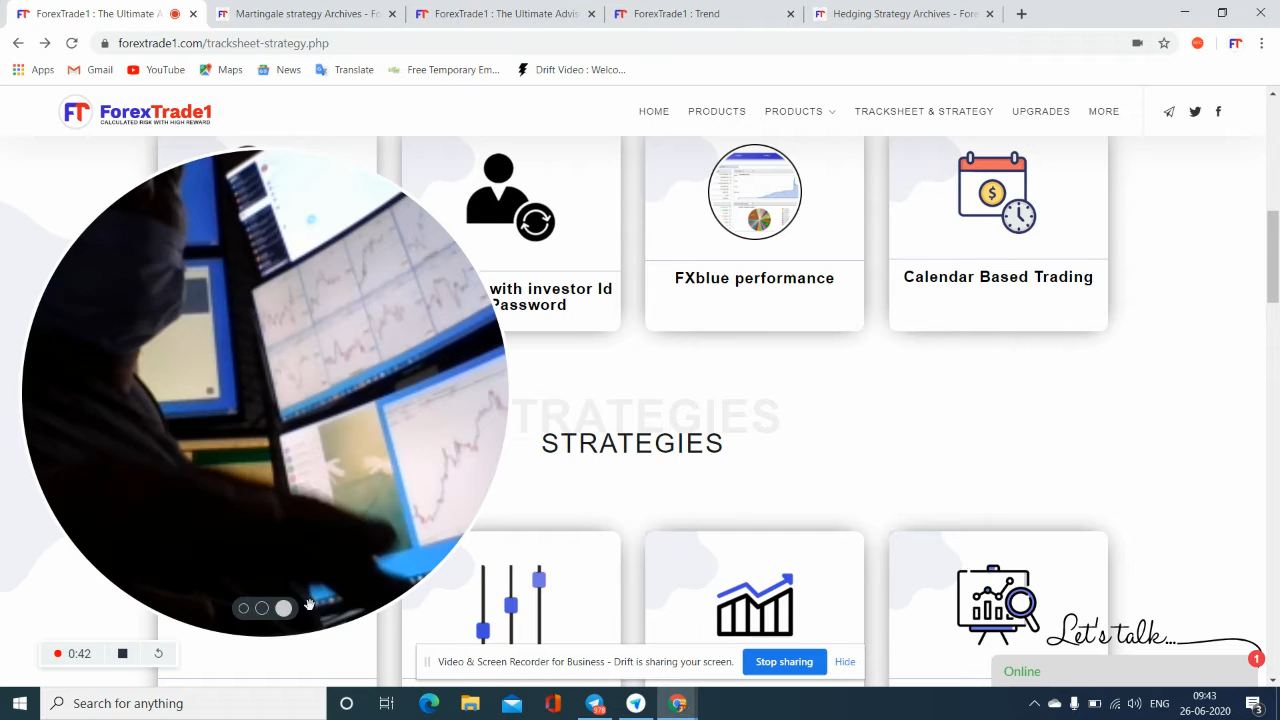 ForexTrade1 : The Ultimate A
Martingale strategy Archives - Fo
ForexTrade1 : The Ultimate Advis
ForexTrade1 : Trend
Hedging Strategy Archives - Fore
forextrade1.com/tracksheet-strategy.php
Apps
Gmail
YouTube
Maps
News
Translate
Free Temporary Em...
Drift Video : Welco...
FT ForexTrade1
CALCULATED RISK WITH HIGH REWARD
HOME
PRODUCTS
EET & STRATEGY
UPGRADES
MORE
with investor Id
Password
FXblue performance
Calendar Based Trading
TRATEGIES
STRATEGIES
Let's talk...
0:42
Video & Screen Recorder for Business - Drift is sharing your screen.
Stop sharing
Hide
Online
1
Search for anything
978
ENG
09:43
26-06-2020
3